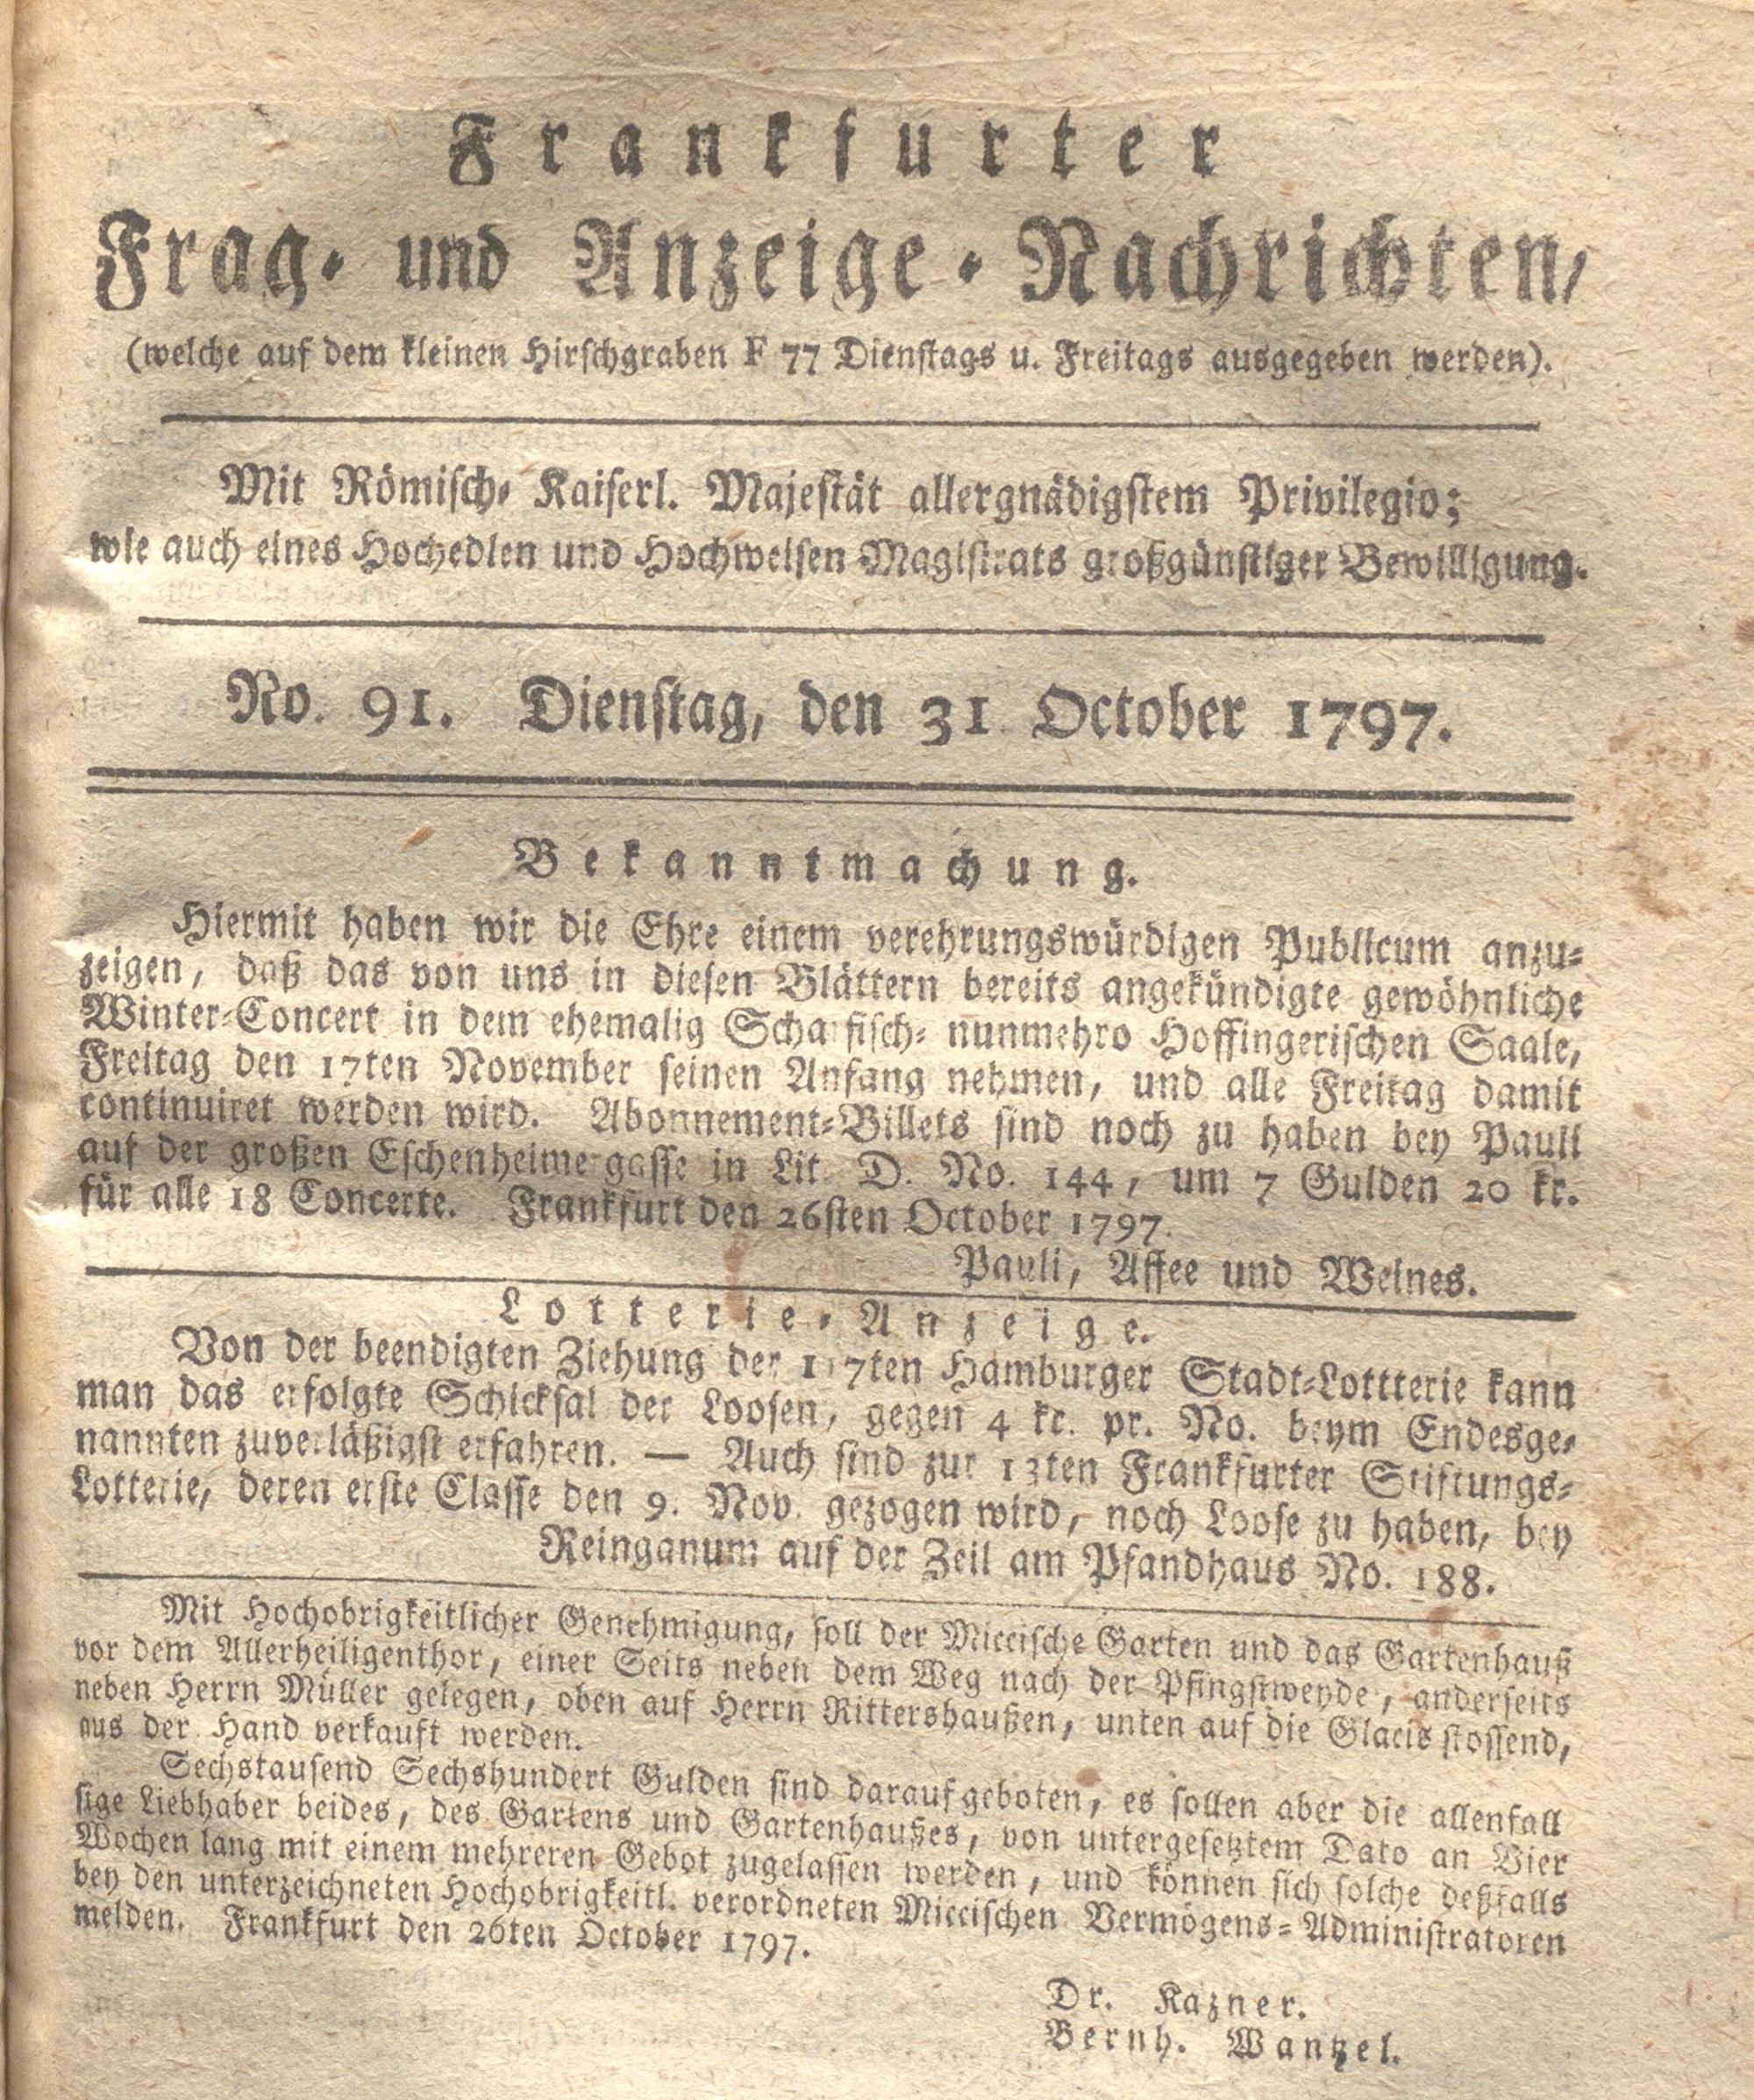 Frankfurter
Frag- und Anzeige-Nachrichten,
(welche auf dem kleinen Hirschgraben F 77 Dienstags u. Freitags ausgegeben werden).
Mit Römisch- Kaiserl. Majestät allergnädigstem Privilegio;
wie auch eines Hochedlen und Hochweisen Magistrats großgünstiger Bewilligung.
No. 91. Dienstag, den 31 October 1797.
Bekanntmachung.
Hiermit haben wir die Ehre einem verehrungswürdigen Publicum anzu-
zeigen, daß das von uns in diesen Blättern bereits angekündigte gewöhnliche
Winter-Concert in dem ehemalig nunmehro Hoffingerischen Saale,
Freitag den 17ten November seinen Anfang nehmen, und alle Freitag damit
continuiret werden wird. Abonnement-Billets sind noch zu haben bey Pauli
auf der großen Eschenheimergasse in Lit. D. No. 144, um 7 Gulden 20 kr.
für alle 18 Concerte. Frankfurt den 26sten October 1797.
Pauli, Affee und Weines.
Lotterie-Anzeige.
Von der beendigten Ziehung der Hamburger Stadt-Lottterie kann
man das erfolgte Schicksal der Loosen, gegen 4 kr. pr. No. beym Endesge-
nannten zuverläßigst erfahren. — Auch sind zur 13ten Frankfurter Stiftungs-
Lotterie, deren erste Classe den 9. Nov. gezogen wird, noch Loose zu haben, bey
Reinganum auf der Zeil am Pfandhaus No. 188.
Mit Hochobrigkeitlicher Genehmigung, soll der Garten und das Gartenhauß
vor dem Allerheiligenthor, einer Seits neben dem Weg nach der Pfingstweyde, anderseits
neben Herrn Müller gelegen, oben auf Herrn Rittershaußen, unten auf die Glacis stossend,
aus der Hand verkauft werden.
Sechstausend Sechshundert Gulden sind darauf geboten, es sollen aber die allenfall
sige Liebhaber beides, des Gartens und Gartenhaußes, von untergesetztem Dato an Vier
Wochen lang mit einem mehreren Gebot zugelassen werden, und können sich solche deßfalls
bey den unterzeichneten Hochobrigkeitl. verordneten Vermögens-Administratoren
melden. Frankfurt den 26ten October 1797.
Dr. Kazner.
Bernh. Wantzel.